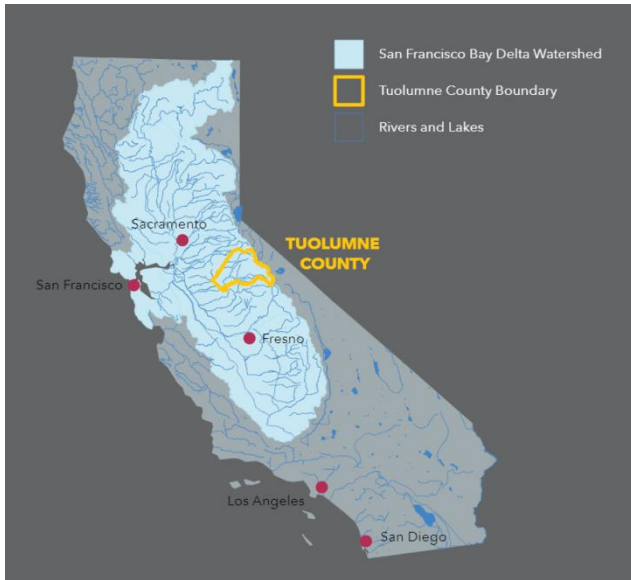 San Francisco Bay Delta Watershed
Tuolumne County Boundary
Rivers and Lakes
Sacramento
TUOLUMNE
COUNTY
San Francisco
Fresno
Los Angeles
San Diego